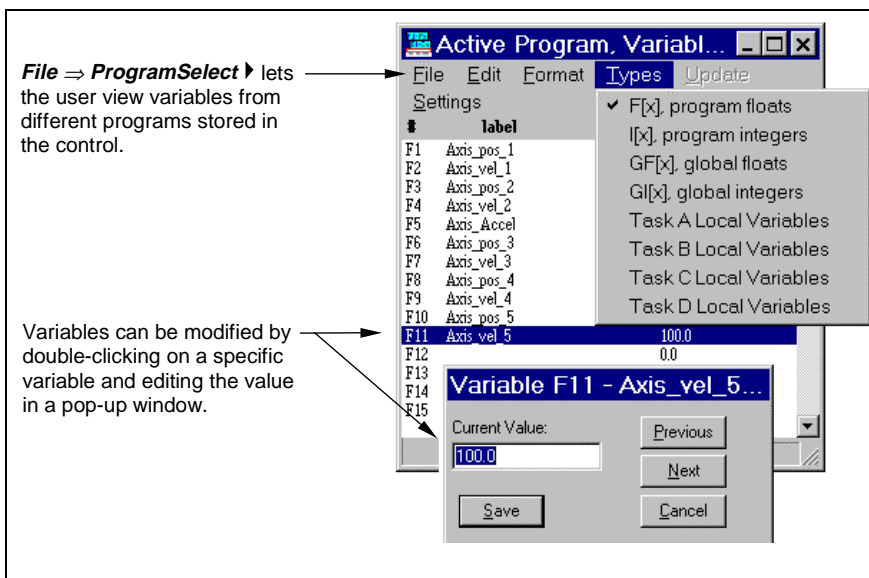 File ⇒ ProgramSelect lets
the user view variables from
different programs stored in
the control.
Variables can be modified by
double-clicking on a specific
variable and editing the value
in a pop-up window.
Active Program, Variabl...
File Edit Format Types Update
Settings
# label
F1 Axis_pos_1
F2 Axis_vel_1
F3 Axis_pos_2
F4 Axis_vel_2
F5 Axis_Accel
F6 Axis_pos_3
F7 Axis_vel_3
F8 Axis_pos_4
F9 Axis_vel_4
F10 Axis_pos_5
F11 Axis_vel_5 100.0
F12 0.0
F13
F14
F15
F[x], program floats
I[x], program integers
GF[x], global floats
GI[x], global integers
Task A Local Variables
Task B Local Variables
Task C Local Variables
Task D Local Variables
Variable F11 - Axis_vel_5...
Current Value:
100.0
Previous
Next
Save
Cancel